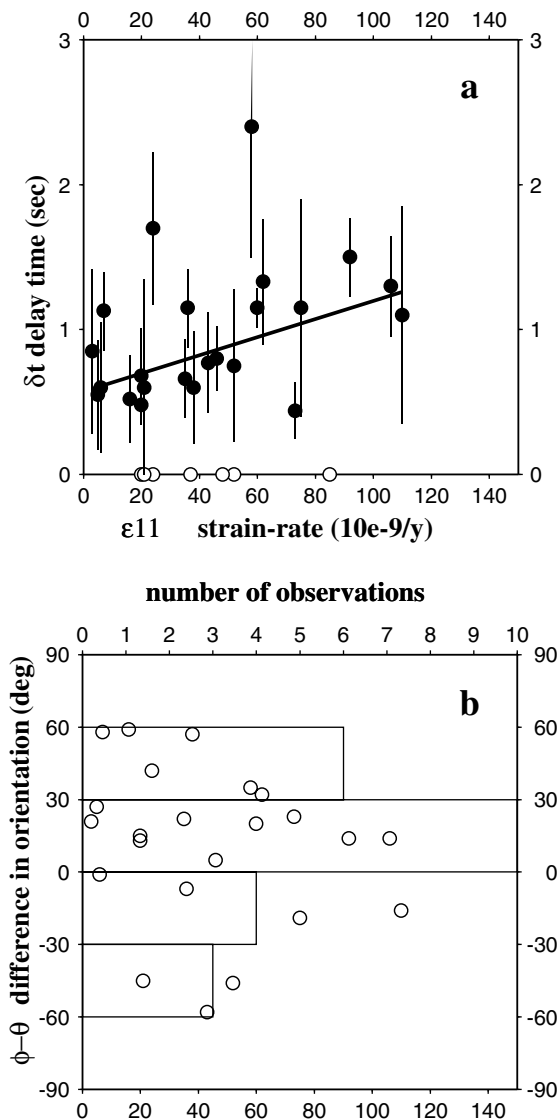 0 20 40 60 80 100 120 140
3 3
a
2 2
1 1
0 0
δt delay time (sec)
0 20 40 60 80 100 120 140
ε11 strain-rate (10e-9/y)
number of observations
0 1 2 3 4 5 6 7 8 9 10
90 90
b
60 60
30 30
0 0
-30 -30
-60 -60
-90 -90
ϕ−θ difference in orientation (deg)
0 20 40 60 80 100 120 140